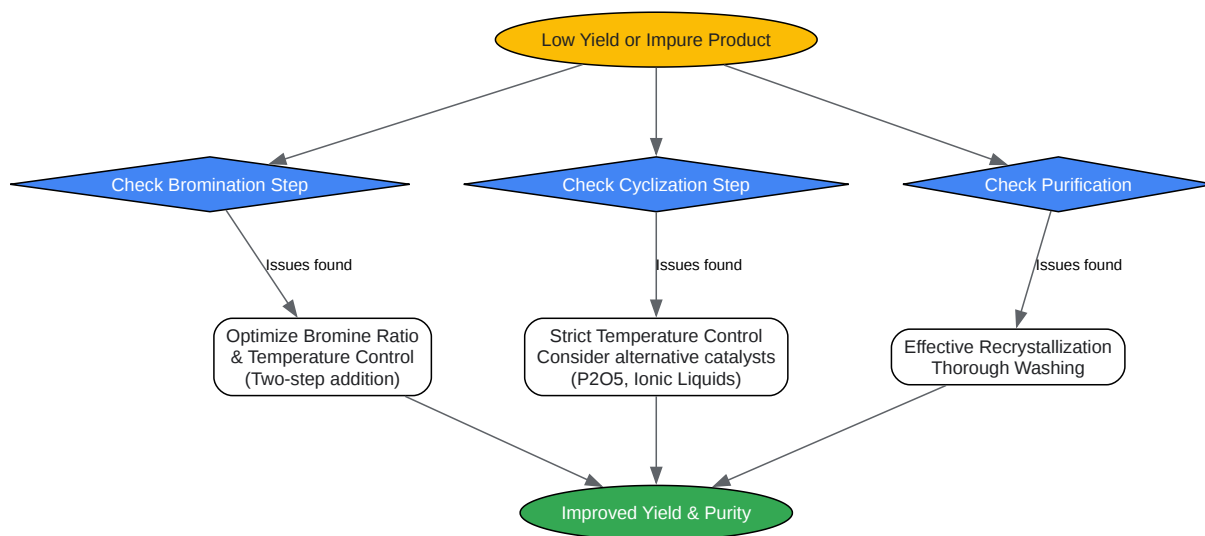 Low Yield or Impure Product
Check Bromination Step
Check Cyclization Step
Check Purification
Issues found
Issues found
Issues found
Optimize Bromine Ratio
& Temperature Control
(Two-step addition)
Strict Temperature Control
Consider alternative catalysts
(P2O5, Ionic Liquids)
Effective Recrystallization
Thorough Washing
Improved Yield & Purity